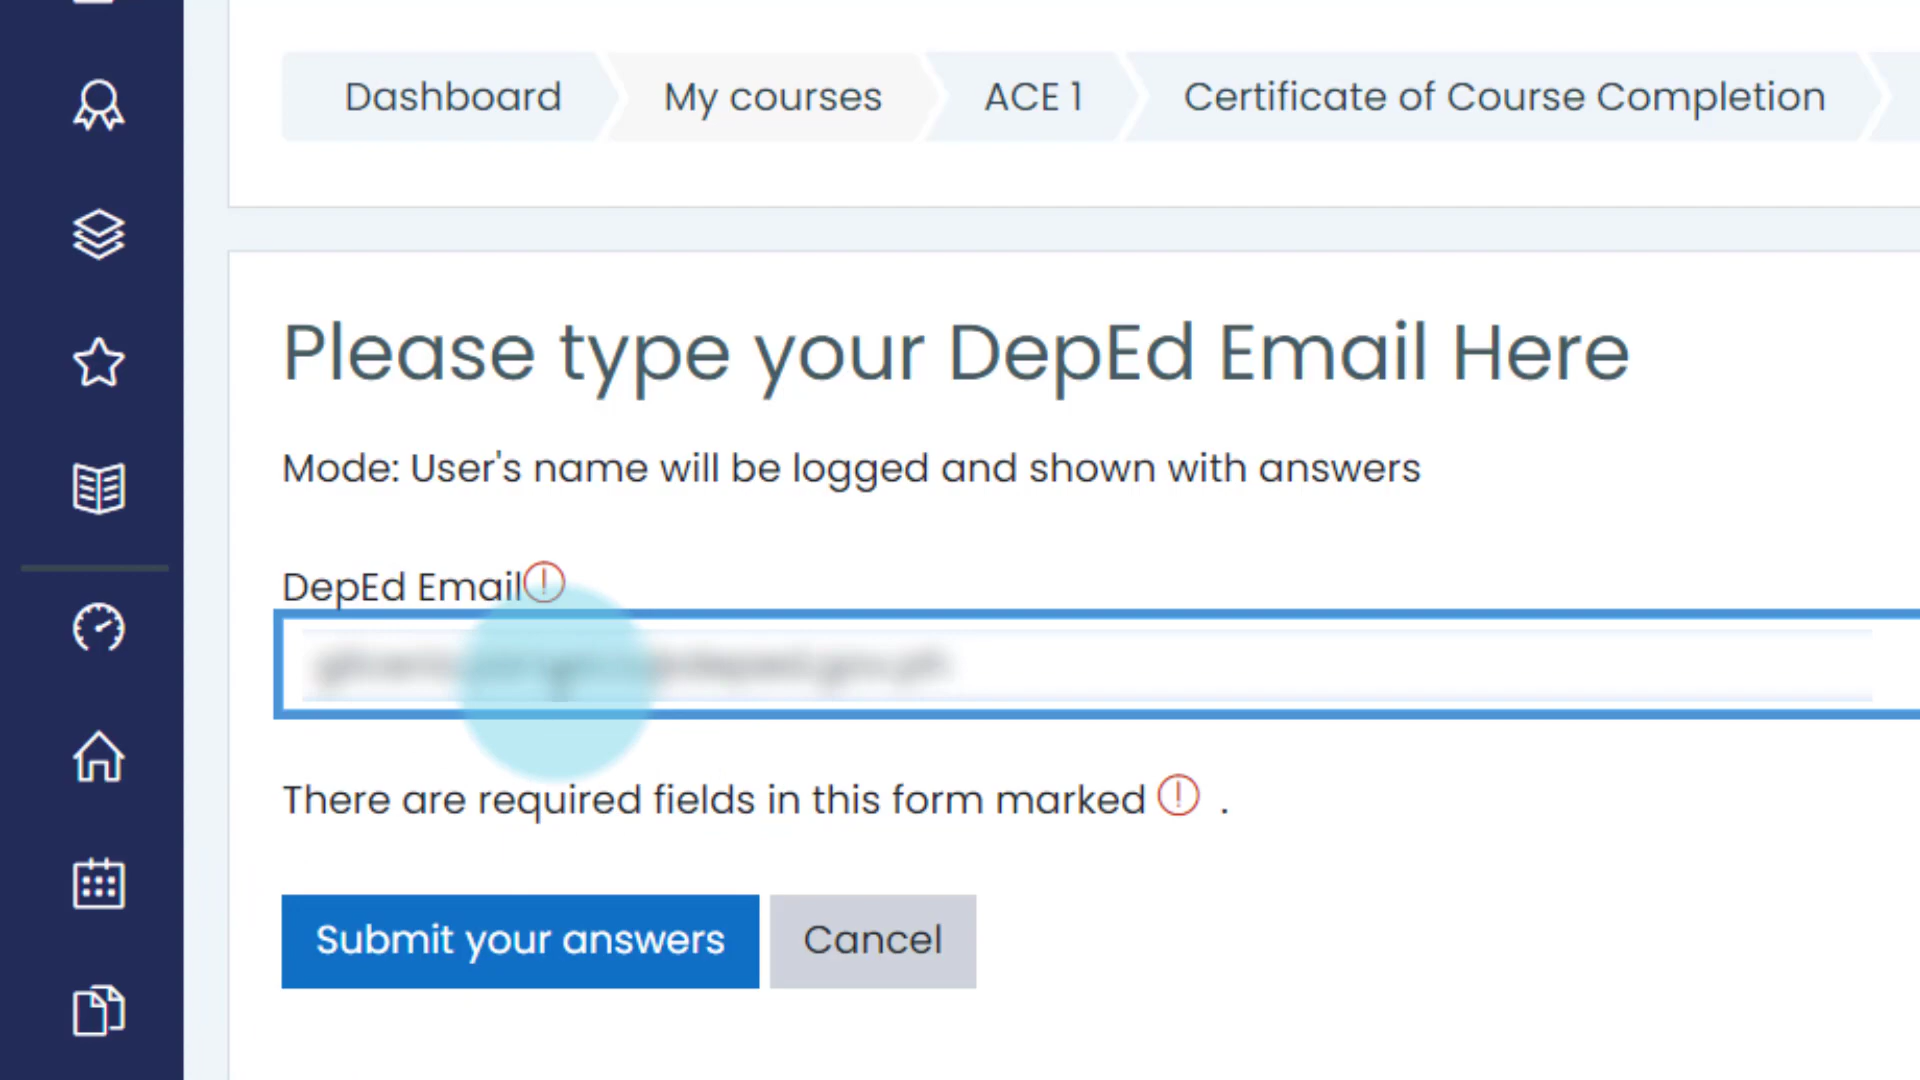 Dashboard My courses ACE 1 Certificate of Course Completion
Please type your DepEd Email Here
Mode: User's name will be logged and shown with answers
DepEd Email
There are required fields in this form marked .
Submit your answers Cancel